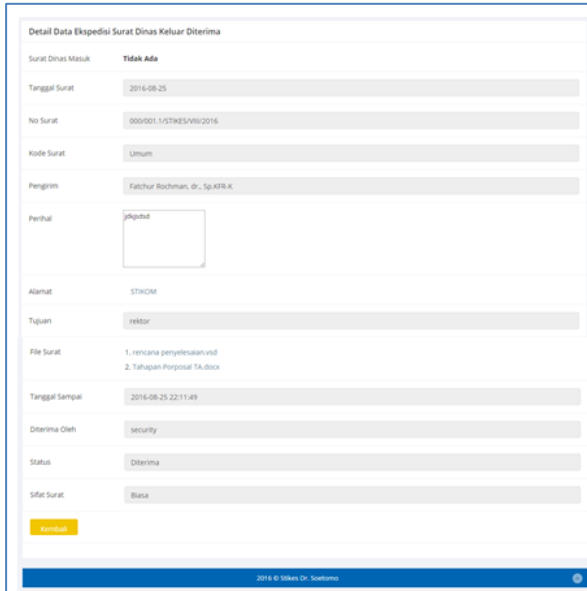 Detail Data Ekspedisi Surat Dinas Keluar Diterima
Surat Dinas Masuk Tidak Ada
Tanggal Surat 2016-08-25
No Surat 000/001.1/STIKES/VIII/2016
Kode Surat Umum
Pengirim Fatchur Rochman, dr., Sp.KFR-K
Perihal jdkjsdsd
Alamat STIKOM
Tujuan rektor
File Surat 1. rencana penyelesaian.vsd
2. Tahapan Porposal TA.docx
Tanggal Sampai 2016-08-25 22:11:49
Diterima Oleh security
Status Diterima
Sifat Surat Biasa
Kembali
2016 © Stikes Dr. Soetomo